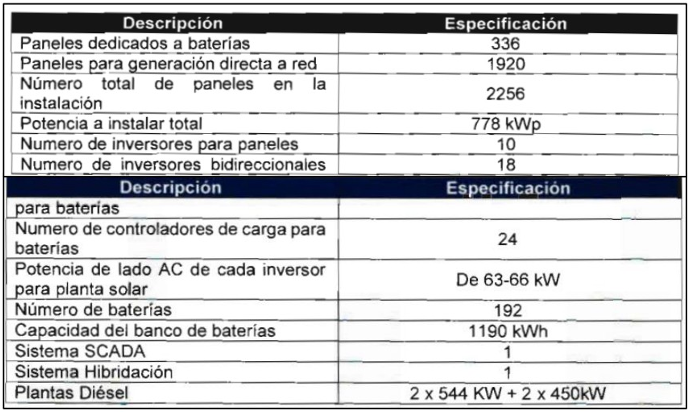 Descripción Especificación
Paneles dedicados a baterías 336
Paneles para generación directa a red 1920
Número total de paneles en la
instalación 2256
Potencia a instalar total 778 kWp
Numero de inversores para paneles 10
Numero de inversores bidireccionales 18
Descripción Especificación
para baterías
Numero de controladores de carga para
baterías 24
Potencia de lado AC de cada inversor
para planta solar De 63-66 kW
Número de baterías 192
Capacidad del banco de baterías 1190 kWh
Sistema SCADA 1
Sistema Hibridación 1
Plantas Diésel 2 x 544 KW + 2 x 450kW